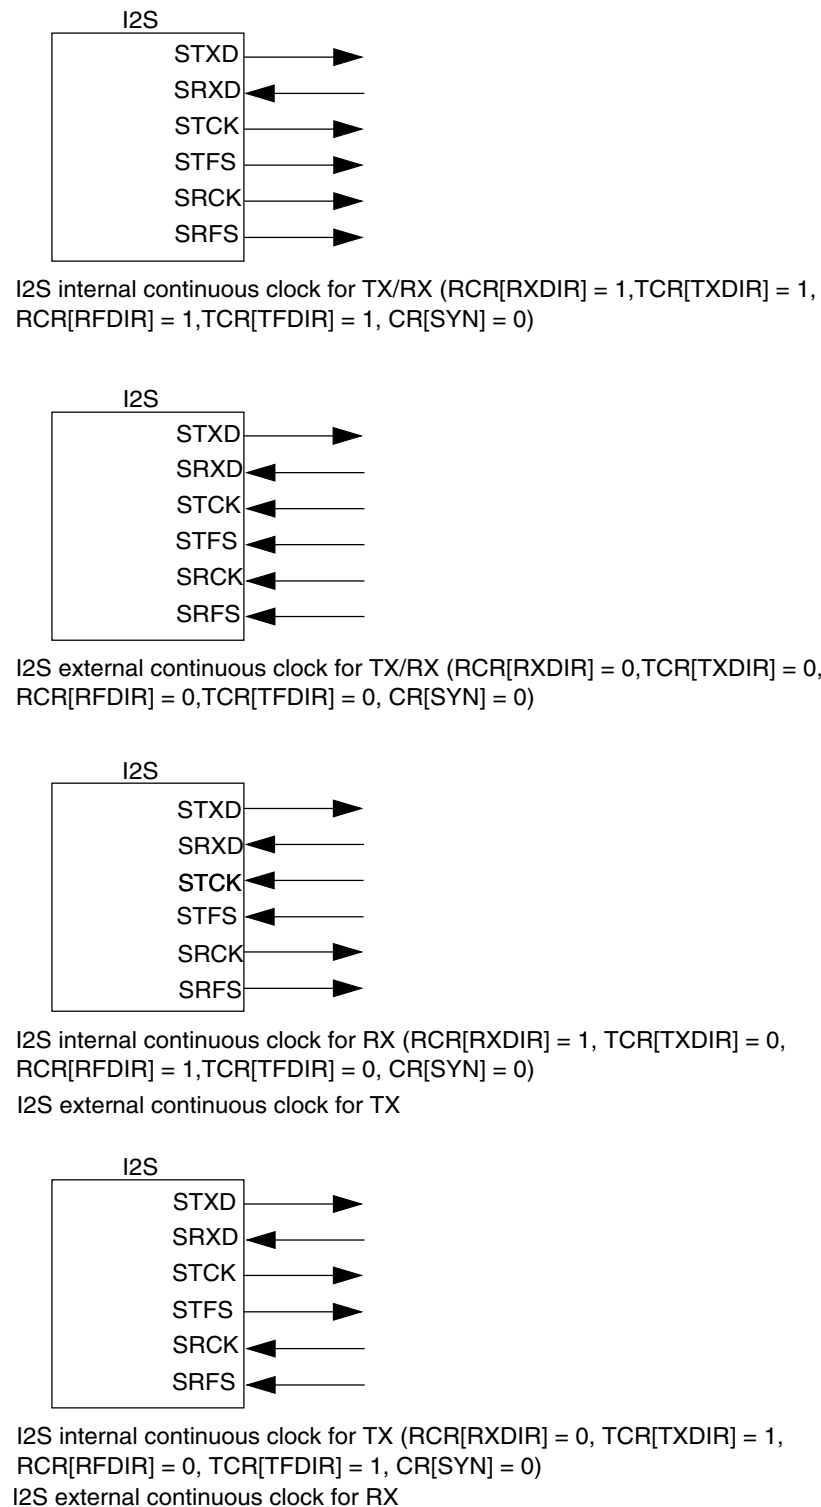 I2S
STXD
SRXD
STCK
STFS
SRCK
SRFS
I2S internal continuous clock for TX/RX (RCR[RXDIR] = 1,TCR[TXDIR] = 1,
RCR[RFDIR] = 1,TCR[TFDIR] = 1, CR[SYN] = 0)
I2S
STXD
SRXD
STCK
STFS
SRCK
SRFS
I2S external continuous clock for TX/RX (RCR[RXDIR] = 0,TCR[TXDIR] = 0,
RCR[RFDIR] = 0,TCR[TFDIR] = 0, CR[SYN] = 0)
I2S
STXD
SRXD
STCK
STFS
SRCK
SRFS
I2S internal continuous clock for RX (RCR[RXDIR] = 1, TCR[TXDIR] = 0,
RCR[RFDIR] = 1,TCR[TFDIR] = 0, CR[SYN] = 0)
I2S external continuous clock for TX
I2S
STXD
SRXD
STCK
STFS
SRCK
SRFS
I2S internal continuous clock for TX (RCR[RXDIR] = 0, TCR[TXDIR] = 1,
RCR[RFDIR] = 0, TCR[TFDIR] = 1, CR[SYN] = 0)
I2S external continuous clock for RX